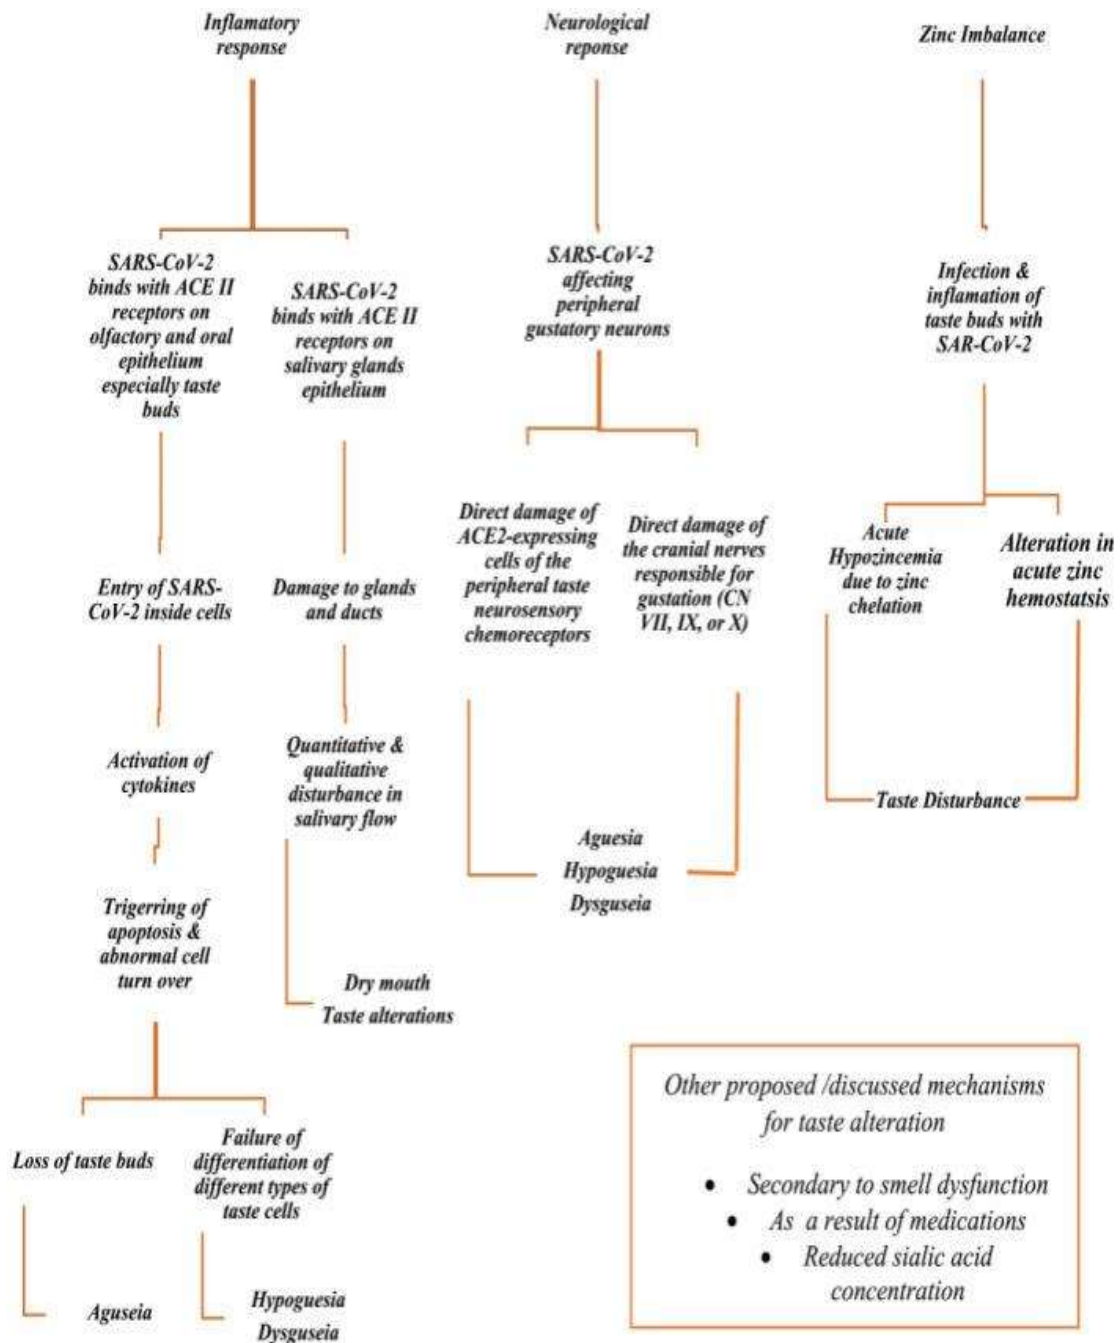 Inflamatory
response
SARS-CoV-2
binds with ACE II
receptors on
olfactory and oral
epithelium
especially taste
buds
Entry of SARS-
CoV-2 inside cells
Activation of
cytokines
Trigerring of
apoptosis &
abnormal cell
turn over
Loss of taste buds
Aguseia
Failure of
differentiation of
different types of
taste cells
Hypoguesia
Dysguseia
SARS-CoV-2
binds with ACE II
receptors on
salivary glands
epithelium
Damage to glands
and ducts
Quantitative &
qualitative
disturbance in
salivary flow
Dry mouth
Taste alterations
Neurological
reponse
SARS-CoV-2
affecting
peripheral
gustatory neurons
Direct damage of
ACE2-expressing
cells of the
peripheral taste
neurosensory
chemoreceptors
Direct damage of
the cranial nerves
responsible for
gustation (CN
VII, IX, or X)
Aguesia
Hypoguesia
Dysguseia
Zinc Imbalance
Infection &
inflamation of
taste buds with
SAR-CoV-2
Acute
Hypozincemia
due to zinc
chelation
Alteration in
acute zinc
hemostatsis
Taste Disturbance
Other proposed /discussed mechanisms
for taste alteration
• Secondary to smell dysfunction
• As a result of medications
• Reduced sialic acid
concentration